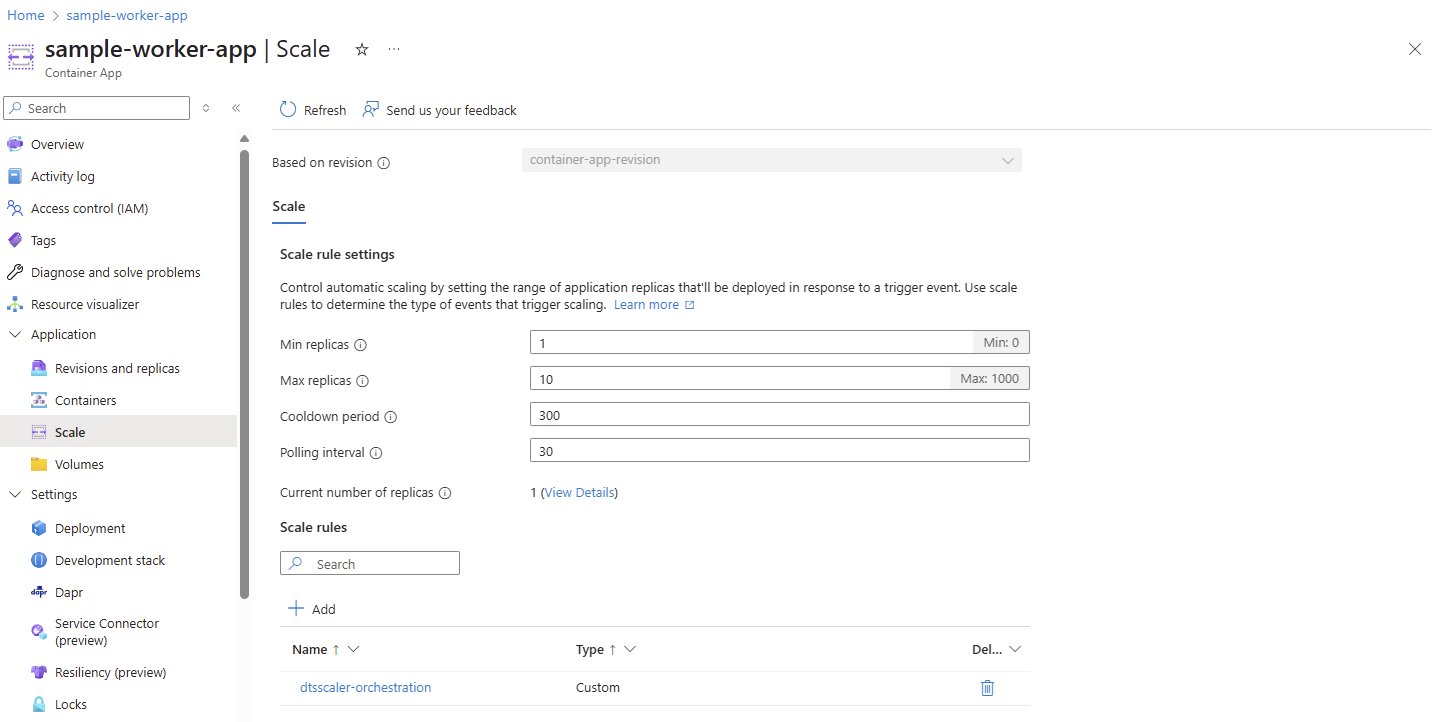 Home > sample-worker-app
sample-worker-app | Scale ☆ ...
Container App
Search
Refresh Send us your feedback
Overview
Activity log
Access control (IAM)
Tags
Diagnose and solve problems
Resource visualizer
Application
Revisions and replicas
Containers
Scale
Volumes
Settings
Deployment
Development stack
dapr Dapr
Service Connector
(preview)
Resiliency (preview)
Locks
Based on revision container-app-revision
Scale
Scale rule settings
Control automatic scaling by setting the range of application replicas that'll be deployed in response to a trigger event. Use scale
rules to determine the type of events that trigger scaling. Learn more
Min replicas 1 Min: 0
Max replicas 10 Max: 1000
Cooldown period 300
Polling interval 30
Current number of replicas 1 (View Details)
Scale rules
Search
+ Add
Name ↑ Type ↑ Del...
dtsscaler-orchestration Custom